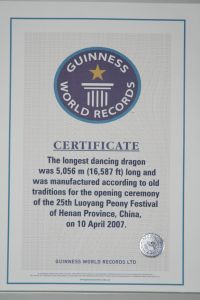 GUINNESS
WORLD RECORDS
CERTIFICATE
The longest dancing dragon
was 5,056 m (16,587 ft) long and
was manufactured according to old
traditions for the opening ceremony
of the 25th Luoyang Peony Festival
of Henan Province, China,
on 10 April 2007.
GUINNESS WORLD RECORDS LTD